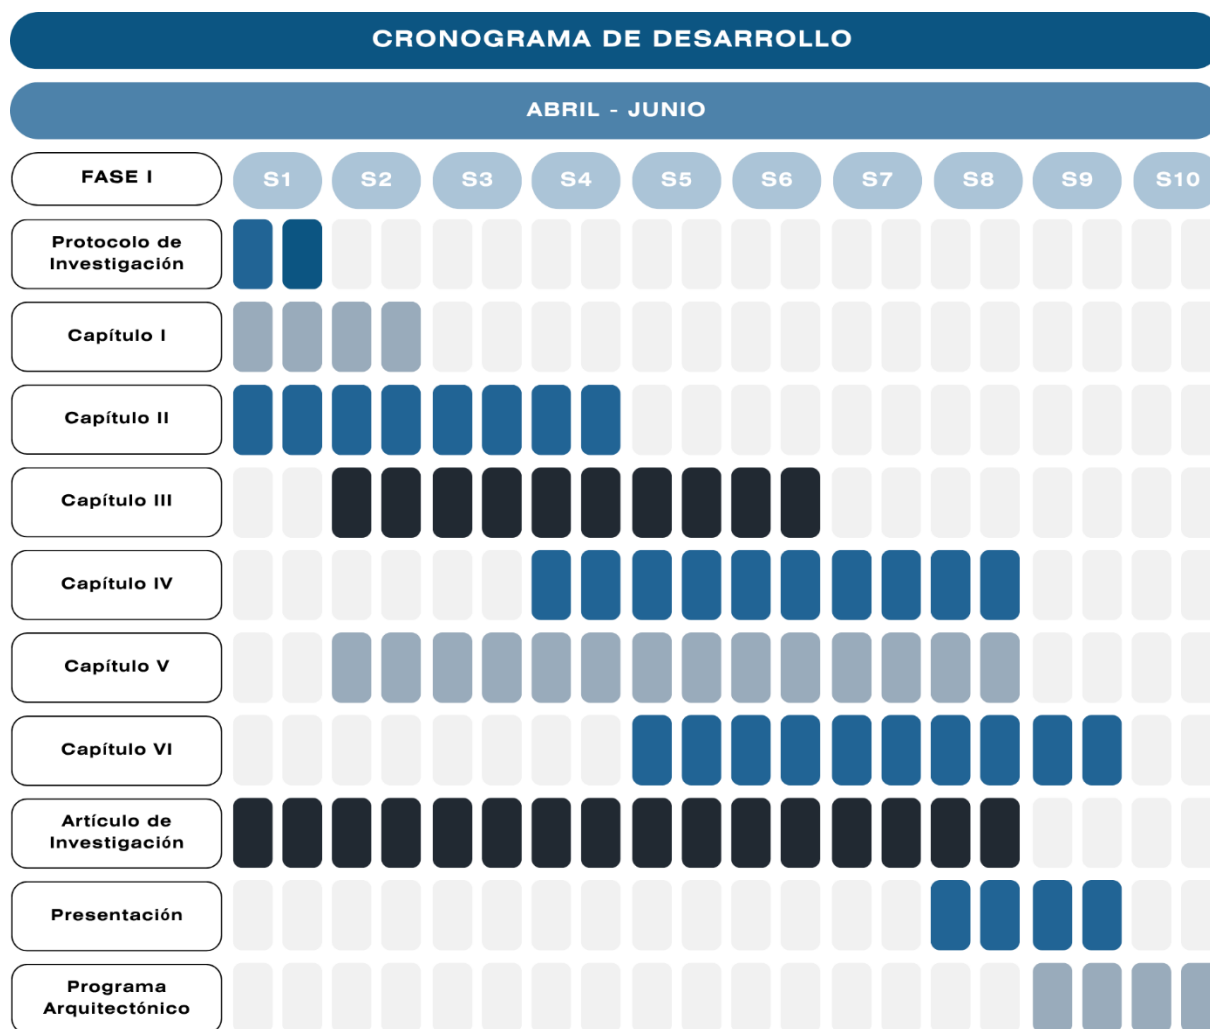 CRONOGRAMA DE DESARROLLO
ABRIL - JUNIO
FASE I S1 S2 S3 S4 S5 S6 S7 S8 S9 S10
Protocolo de
Investigación
Capítulo I
Capítulo II
Capítulo III
Capítulo IV
Capítulo V
Capítulo VI
Artículo de
Investigación
Presentación
Programa
Arquitectónico